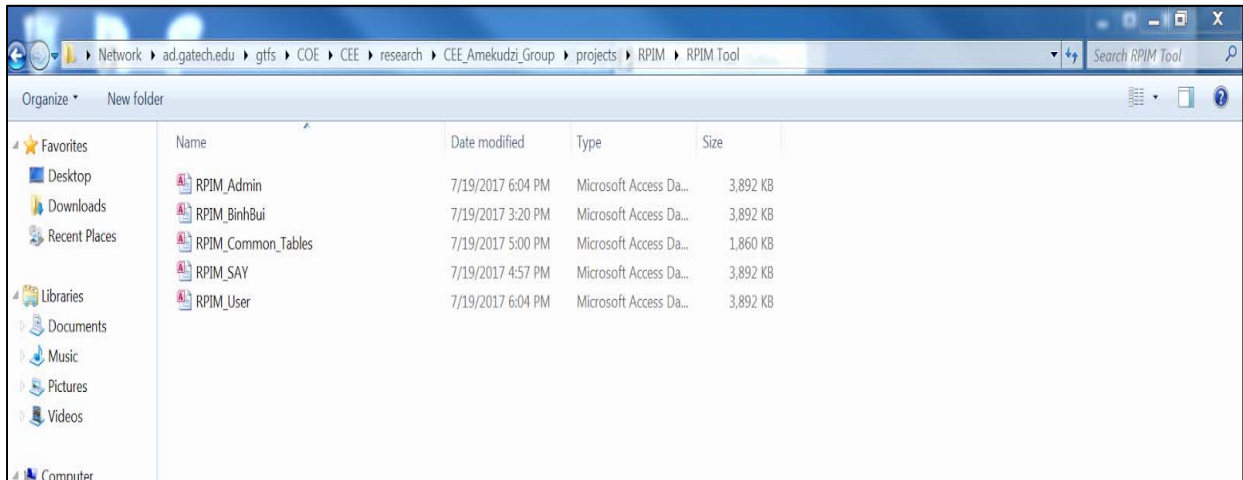 Network ▸ ad.gatech.edu ▸ gtfs ▸ COE ▸ CEE ▸ research ▸ CEE_Amekudzi_Group ▸ projects ▸ RPIM ▸ RPIM Tool Search RPIM Tool
Organize New folder
Favorites Name Date modified Type Size
Desktop RPIM_Admin 7/19/2017 6:04 PM Microsoft Access Da... 3,892 KB
Downloads RPIM_BinhBui 7/19/2017 3:20 PM Microsoft Access Da... 3,892 KB
Recent Places RPIM_Common_Tables 7/19/2017 5:00 PM Microsoft Access Da... 1,860 KB
RPIM_SAY 7/19/2017 4:57 PM Microsoft Access Da... 3,892 KB
Libraries RPIM_User 7/19/2017 6:04 PM Microsoft Access Da... 3,892 KB
Documents
Music
Pictures
Videos
Computer